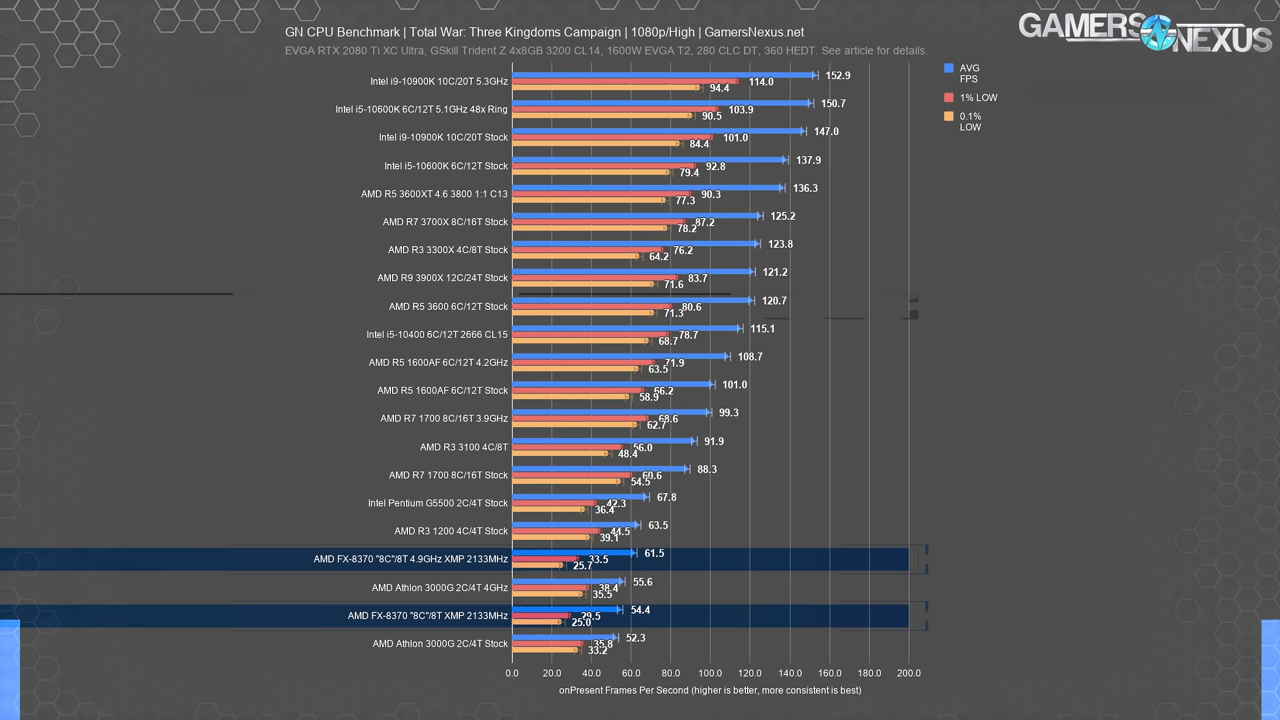 GN CPU Benchmark | Total War: Three Kingdoms Campaign | 1080p/High | GamersNexus.net
EVGA RTX 2080 Ti XC Ultra, GSkill Trident Z 4x8GB 3200 CL14, 1600W EVGA T2, 280 CLC DT, 360 HEDT. See article for details.
GAMERS NEXUS
AVG FPS
1% LOW
0.1% LOW
Intel i9-10900K 10C/20T 5.3GHz 152.9 114.0 94.4
Intel i5-10600K 6C/12T 5.1GHz 48x Ring 150.7 103.9 90.5
Intel i9-10900K 10C/20T Stock 147.0 101.0 84.4
Intel i5-10600K 6C/12T Stock 137.9 92.8 79.4
AMD R5 3600XT 4.6 3800 1:1 C13 136.3 90.3 77.3
AMD R7 3700X 8C/16T Stock 125.2 87.2 78.2
AMD R3 3300X 4C/8T Stock 123.8 76.2 64.2
AMD R9 3900X 12C/24T Stock 121.2 83.7 71.6
AMD R5 3600 6C/12T Stock 120.7 80.6 71.3
Intel i5-10400 6C/12T 2666 CL15 115.1 78.7 68.7
AMD R5 1600AF 6C/12T 4.2GHz 108.7 71.9 63.5
AMD R5 1600AF 6C/12T Stock 101.0 66.2 58.9
AMD R7 1700 8C/16T 3.9GHz 99.3 68.6 62.7
AMD R3 3100 4C/8T 91.9 56.0 48.4
AMD R7 1700 8C/16T Stock 88.3 60.6 54.5
Intel Pentium G5500 2C/4T Stock 67.8 42.3 36.4
AMD R3 1200 4C/4T Stock 63.5 44.5 39.1
AMD FX-8370 "8C"/8T 4.9GHz XMP 2133MHz 61.5 33.5 25.7
AMD Athlon 3000G 2C/4T 4GHz 55.6 38.4 35.5
AMD FX-8370 "8C"/8T XMP 2133MHz 54.4 29.5 25.0
AMD Athlon 3000G 2C/4T Stock 52.3 35.8 33.2
0.0 20.0 40.0 60.0 80.0 100.0 120.0 140.0 160.0 180.0 200.0
onPresent Frames Per Second (higher is better, more consistent is best)